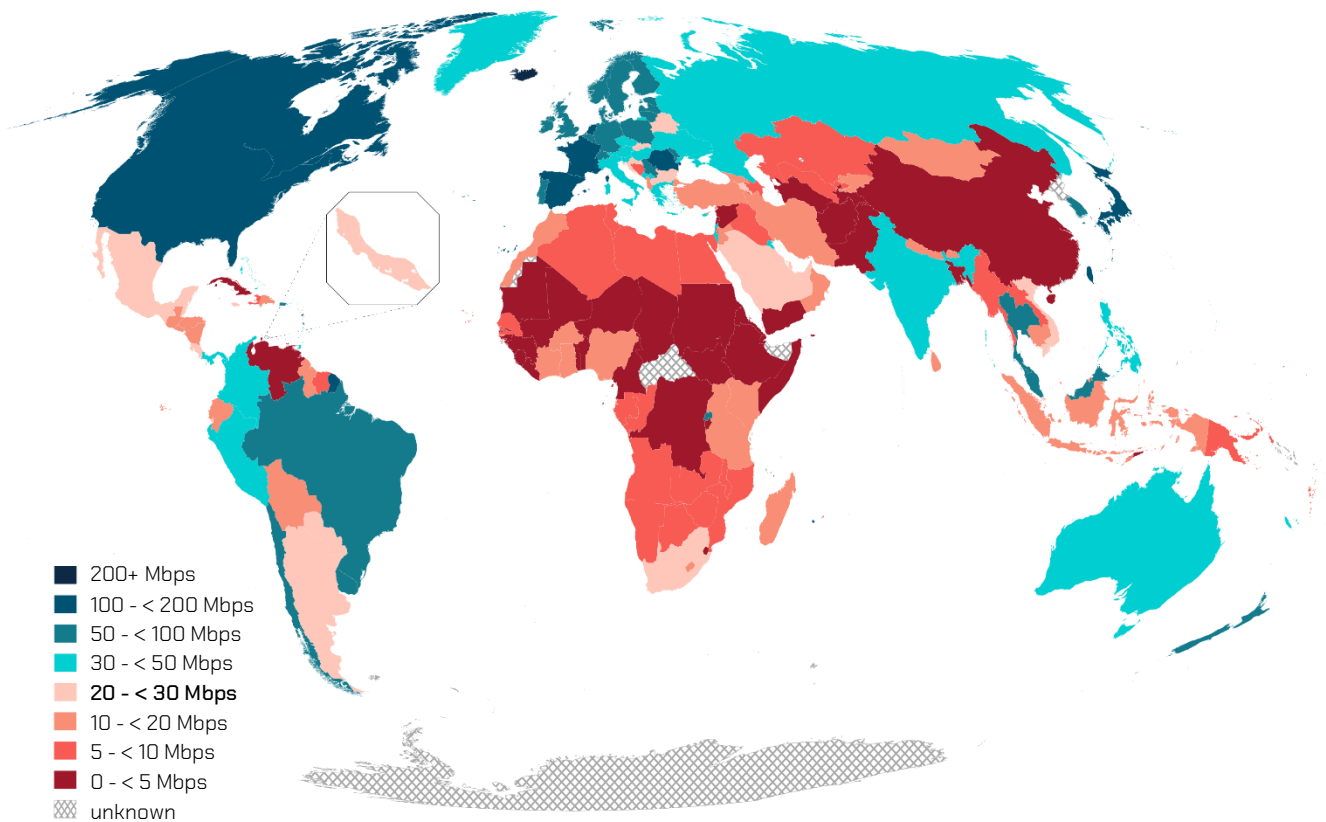 200+ Mbps
100 - < 200 Mbps
50 - < 100 Mbps
30 - < 50 Mbps
20 - < 30 Mbps
10 - < 20 Mbps
5 - < 10 Mbps
0 - < 5 Mbps
unknown